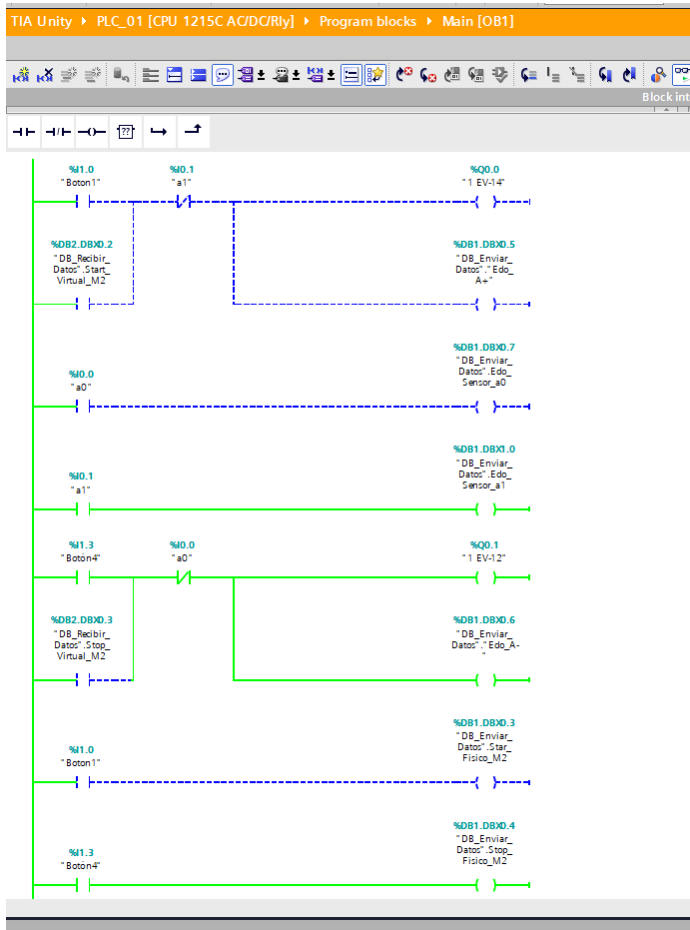 TIA Unity ▸ PLC_01 [CPU 1215C AC/DC/Rly] ▸ Program blocks ▸ Main [OB1]
Block int
??
%I1.0
"Boton1"
%I0.1
"a1"
%Q0.0
"1 EV-14"
%DB2.DBX0.2
"DB_Recibir_
Datos".Start_
Virtual_M2
%DB1.DBX0.5
"DB_Enviar_
Datos"."Edo_
A+"
%I0.0
"a0"
%DB1.DBX0.7
"DB_Enviar_
Datos".Edo_
Sensor_a0
%I0.1
"a1"
%DB1.DBX1.0
"DB_Enviar_
Datos".Edo_
Sensor_a1
%I1.3
"Botón4"
%I0.0
"a0"
%Q0.1
"1 EV-12"
%DB2.DBX0.3
"DB_Recibir_
Datos".Stop_
Virtual_M2
%DB1.DBX0.6
"DB_Enviar_
Datos"."Edo_A-
"
%I1.0
"Boton1"
%DB1.DBX0.3
"DB_Enviar_
Datos".Star_
Fisico_M2
%I1.3
"Botón4"
%DB1.DBX0.4
"DB_Enviar_
Datos".Stop_
Fisico_M2